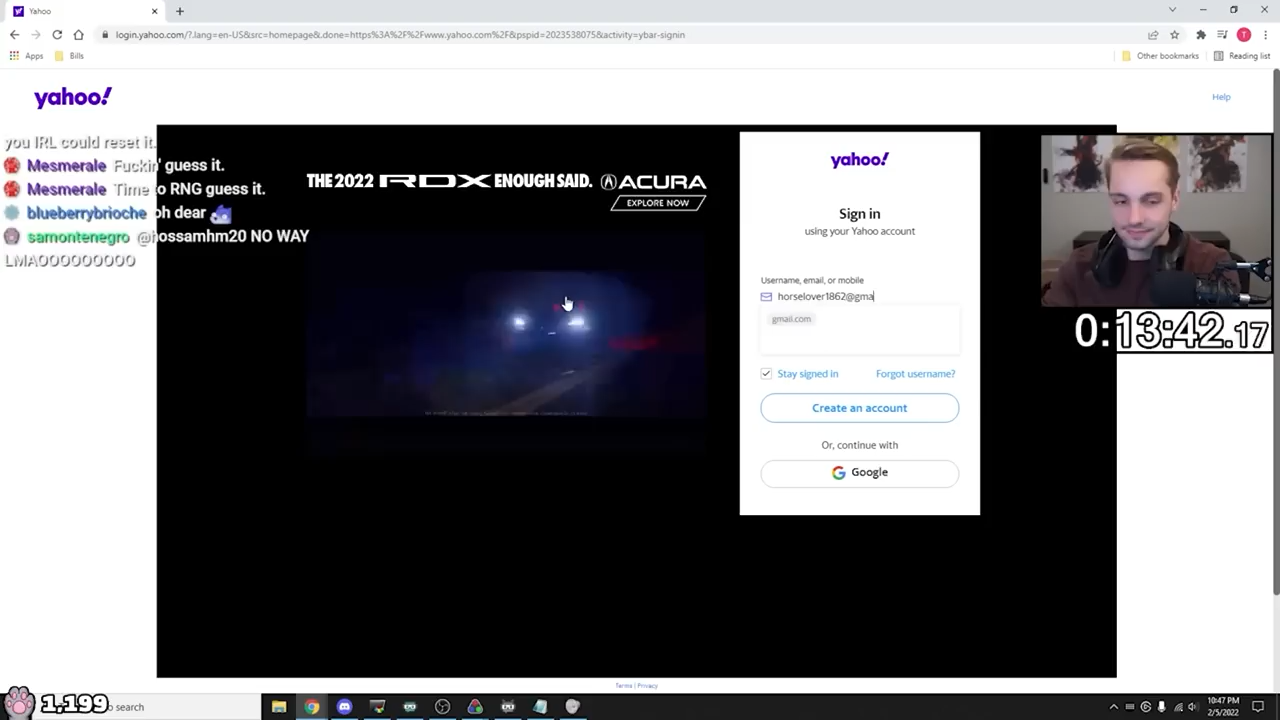 Yahoo
login.yahoo.com/?.lang=en-US&src=homepage&.done=https%3A%2F%2Fwww.yahoo.com%2F&pspid=2023538075&activity=ybar-signin
T
Apps
Bills
Other bookmarks
Reading list
yahoo!
Help
you IRL could reset it.
Mesmerale Fuckin' guess it.
Mesmerale Time to RNG guess it.
blueberrybrioche oh dear
samontenegro @hossamhm20 NO WAY
LMAOOOOOOOOO
THE 2022 RDX ENOUGH SAID. ACURA
EXPLORE NOW
yahoo!
Sign in
using your Yahoo account
Username, email, or mobile
horselover1862@gma
gmail.com
Stay signed in
Forgot username?
Create an account
Or, continue with
Google
0:13:42.17
Terms | Privacy
1,199
o search
10:47 PM
2/5/2022